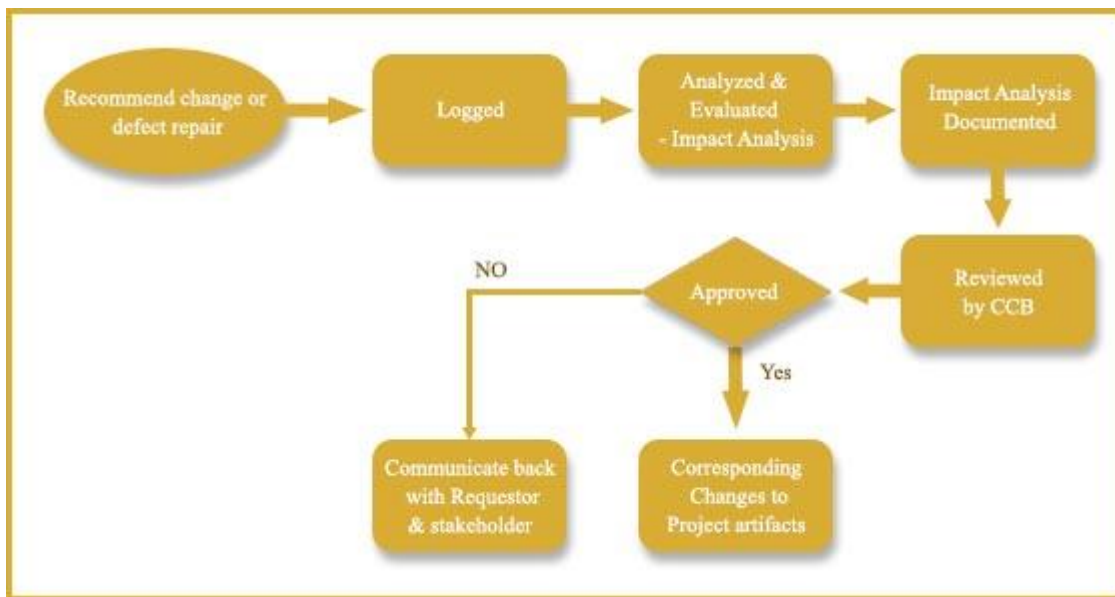 Recommend change or
defect repair
Logged
Analyzed &
Evaluated
- Impact Analysis
Impact Analysis
Documented
Reviewed
by CCB
Approved
NO
Yes
Communicate back
with Requestor
& stakeholder
Corresponding
Changes to
Project artifacts